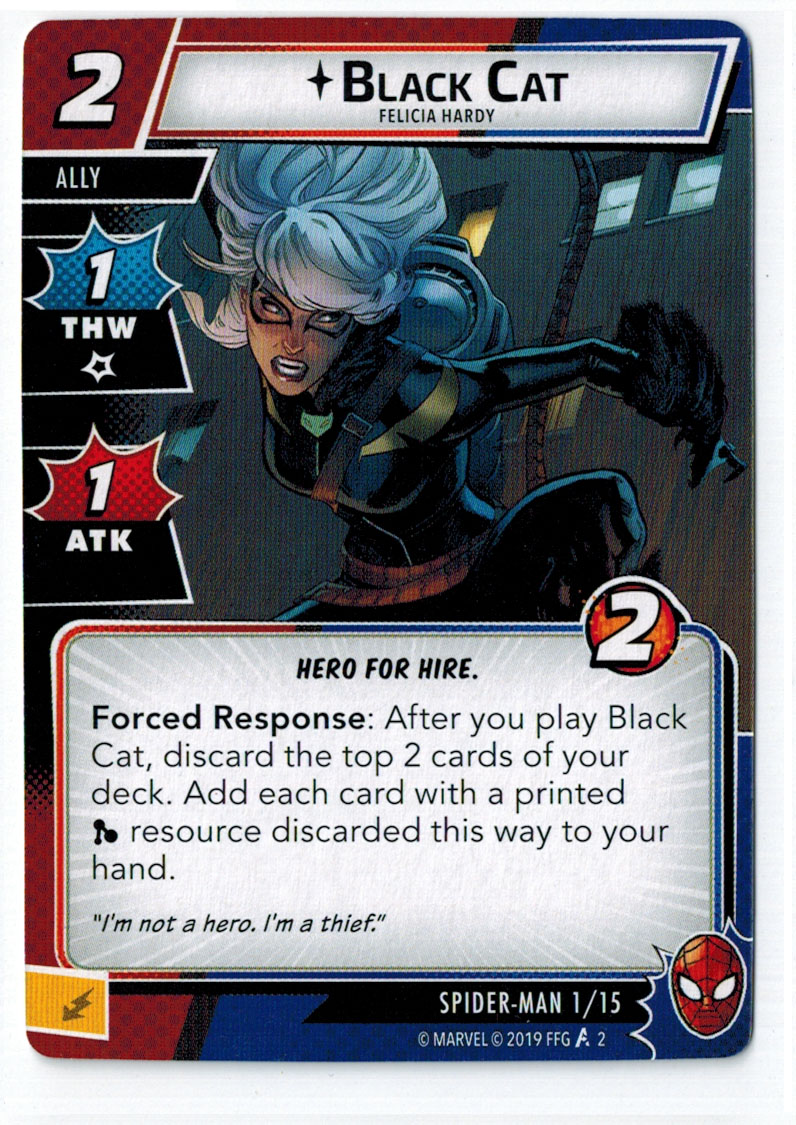 2
BLACK CAT
FELICIA HARDY
ALLY
1
THW
1
ATK
2
HERO FOR HIRE.
Forced Response: After you play Black
Cat, discard the top 2 cards of your
deck. Add each card with a printed
resource discarded this way to your
hand.
"I'm not a hero. I'm a thief."
SPIDER-MAN 1/15
© MARVEL © 2019 FFG 2